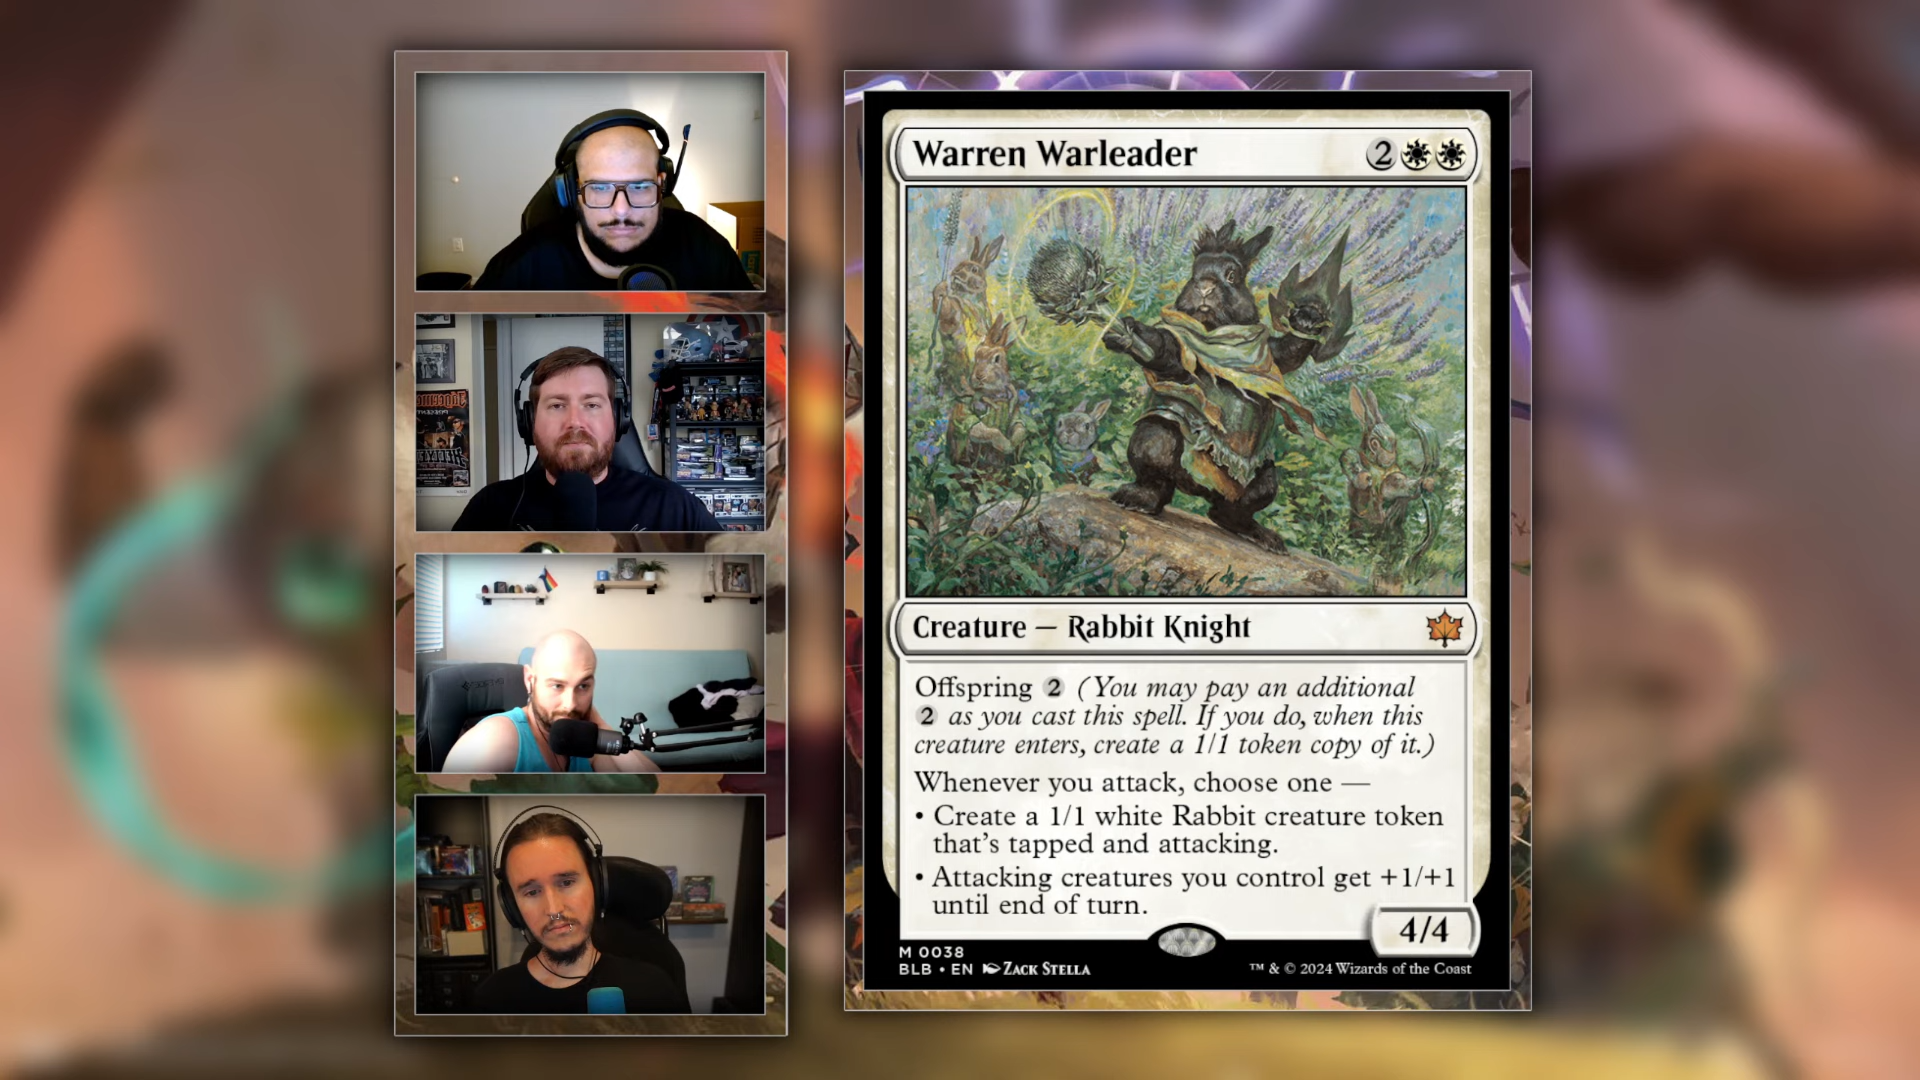 Warren Warleader 2
Creature — Rabbit Knight
Offspring 2 (You may pay an additional
2 as you cast this spell. If you do, when this
creature enters, create a 1/1 token copy of it.)
Whenever you attack, choose one —
• Create a 1/1 white Rabbit creature token
that's tapped and attacking.
• Attacking creatures you control get +1/+1
until end of turn.
4/4
M 0038
BLB • EN ZACK STELLA
™ & © 2024 Wizards of the Coast